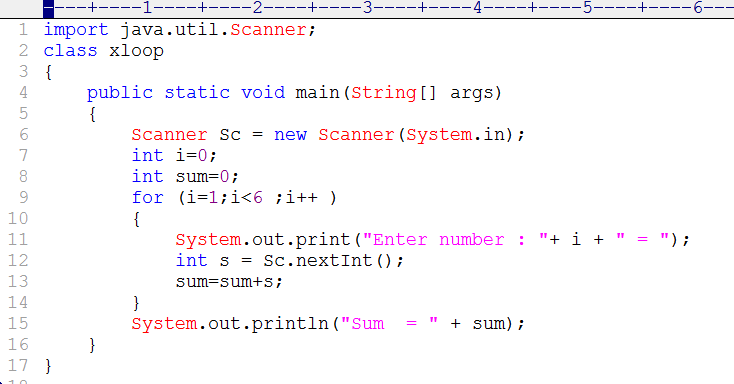 ----+----1----+----2----+----3----+----4----+----5----+----6---
1 import java.util.Scanner;
2 class xloop
3 {
4     public static void main(String[] args)
5     {
6         Scanner Sc = new Scanner(System.in);
7         int i=0;
8         int sum=0;
9         for (i=1;i<6 ;i++ )
10         {
11             System.out.print("Enter number : "+ i + " = ");
12             int s = Sc.nextInt();
13             sum=sum+s;
14         }
15         System.out.println("Sum  = " + sum);
16     }
17 }